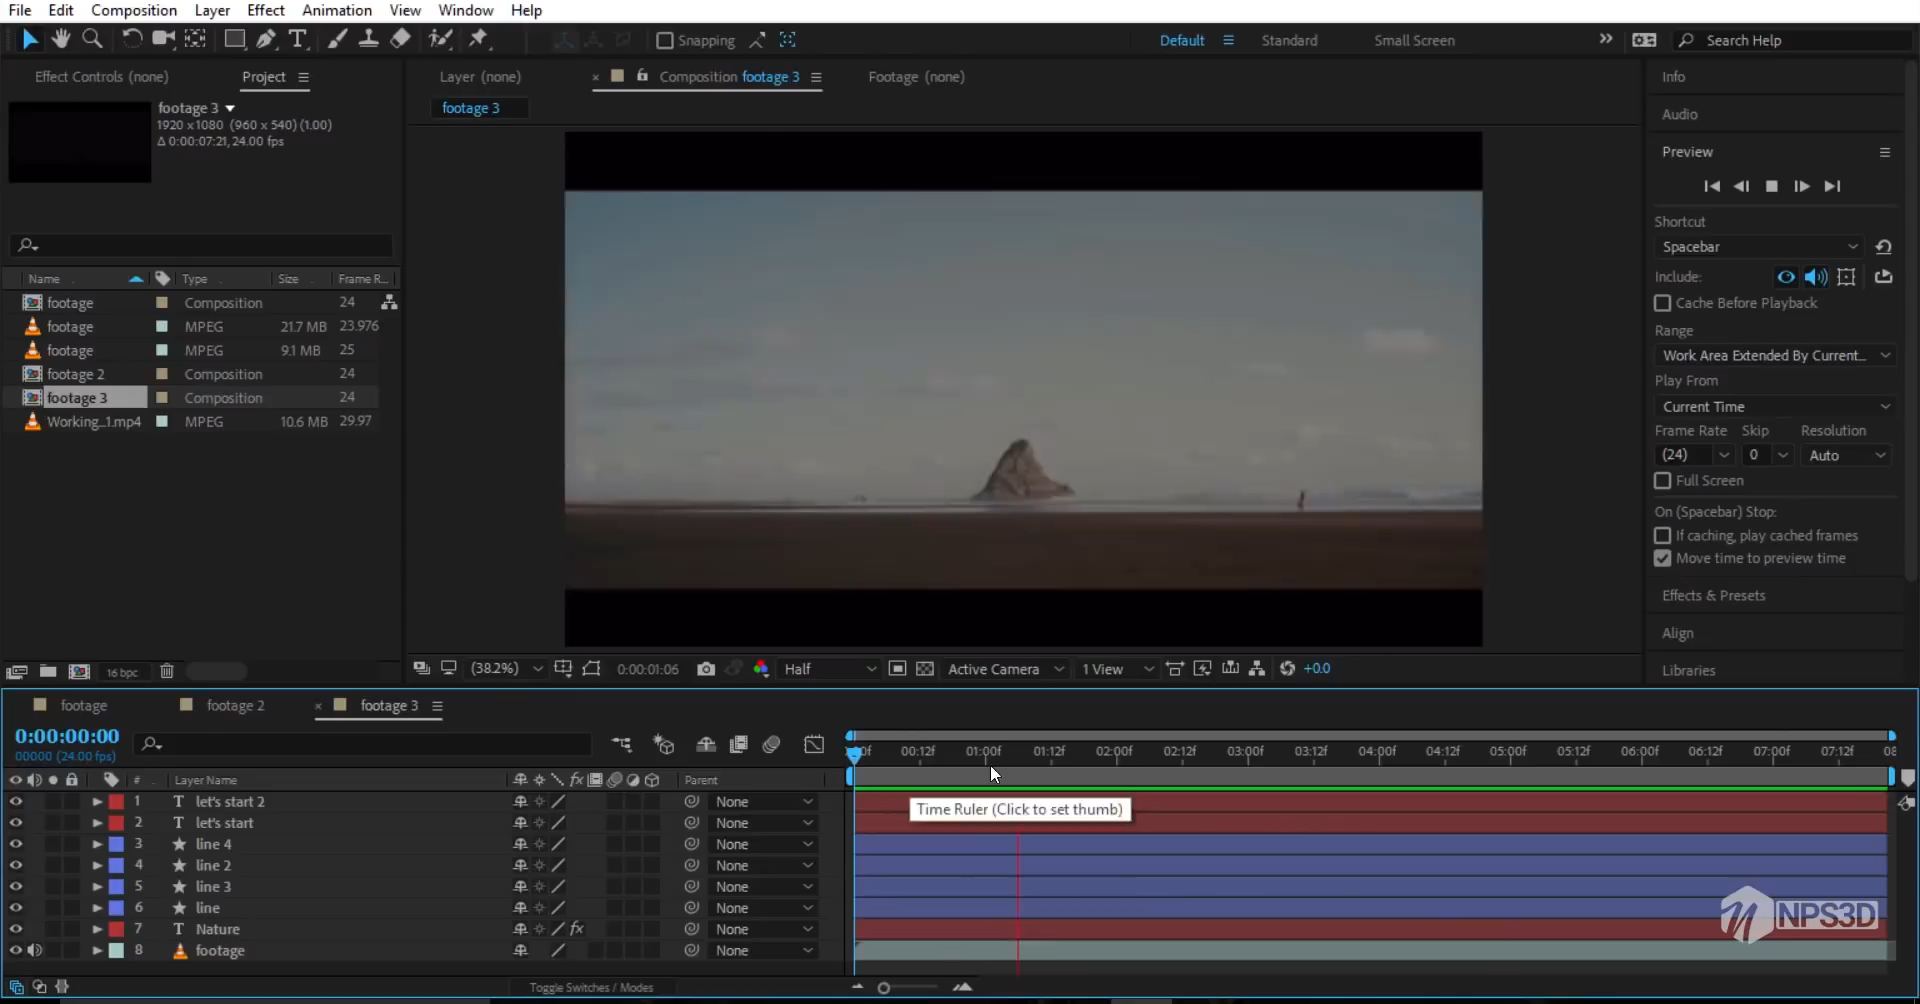 File Edit Composition Layer Effect Animation View Window Help
Snapping Default Standard Small Screen Search Help
Effect Controls (none) Project
footage 3
1920 x1080 (960 x 540) (1.00)
Δ 0:00:07:21, 24.00 fps
Name Type Size Frame R...
footage Composition 24
footage MPEG 21.7 MB 23.976
footage MPEG 9.1 MB 25
footage 2 Composition 24
footage 3 Composition 24
Working_1.mp4 MPEG 10.6 MB 29.97
16 bpc
Layer (none) Composition footage 3 Footage (none)
footage 3
(38.2%) 0:00:01:06 Half Active Camera 1 View +0.0
Info
Audio
Preview
Shortcut
Spacebar
Include:
Cache Before Playback
Range
Work Area Extended By Current...
Play From
Current Time
Frame Rate Skip Resolution
(24) 0 Auto
Full Screen
On (Spacebar) Stop:
If caching, play cached frames
Move time to preview time
Effects & Presets
Align
Libraries
footage footage 2 footage 3
0:00:00:00
00000 (24.00 fps)
00f 00:12f 01:00f 01:12f 02:00f 02:12f 03:00f 03:12f 04:00f 04:12f 05:00f 05:12f 06:00f 06:12f 07:00f 07:12f 08
# Layer Name fx Parent
1 T let's start 2 None
2 T let's start None
3 line 4 None
4 line 2 None
5 line 3 None
6 line None
7 T Nature fx None
8 footage None
Time Ruler (Click to set thumb)
NPS3D
Toggle Switches / Modes